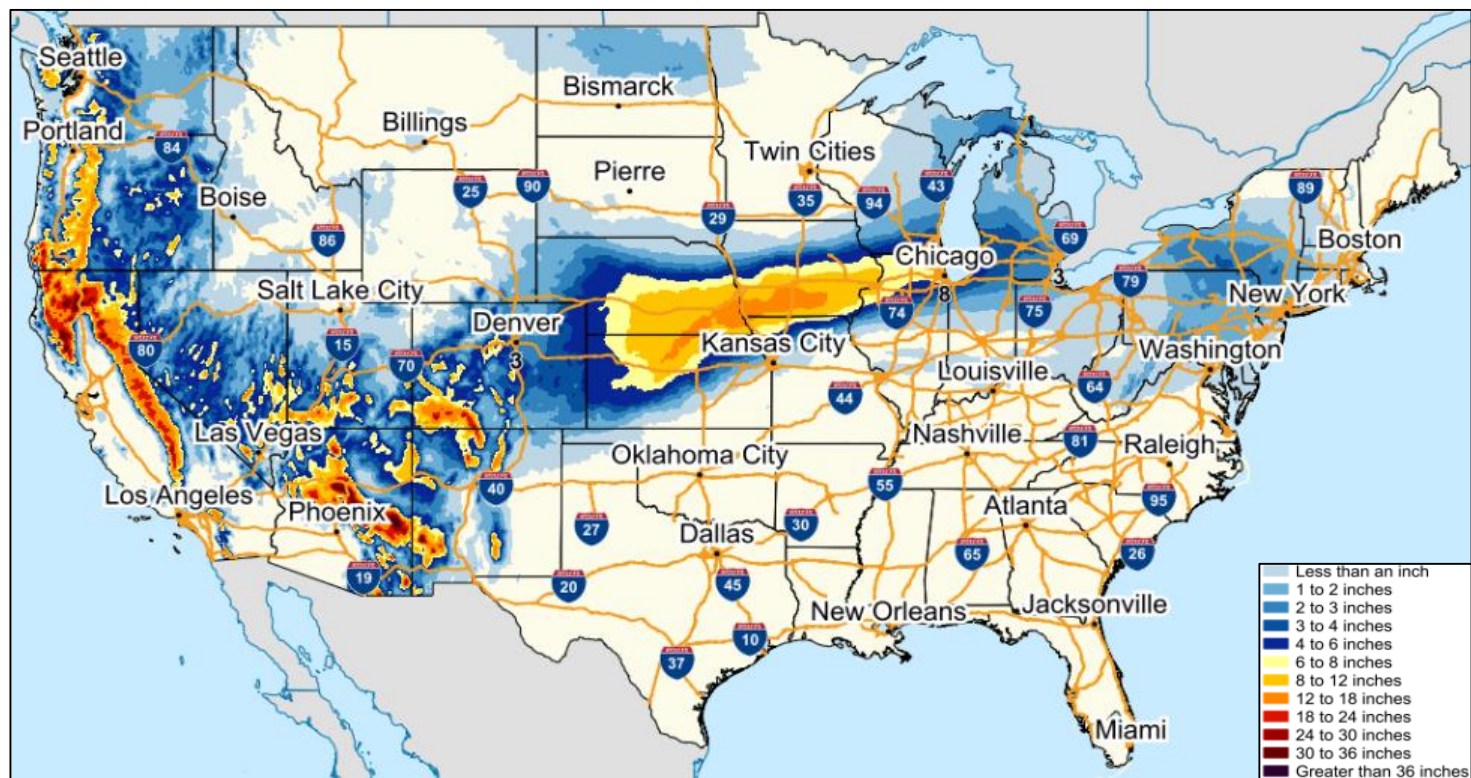 Seattle
Bismarck
Portland
Billings
84
Twin Cities
Pierre
25
90
Boise
35
94
43
89
29
86
69
Chicago
3
Boston
Salt Lake City
79
8
New York
Denver
74
75
80
15
Kansas City
3
70
Washington
Louisville
64
44
Las Vegas
Nashville
81
Raleigh
Oklahoma City
40
55
Los Angeles
95
Phoenix
Atlanta
27
30
Dallas
65
26
19
20
45
Less than an inch
1 to 2 inches
New Orleans
Jacksonville
2 to 3 inches
3 to 4 inches
10
4 to 6 inches
37
6 to 8 inches
8 to 12 inches
12 to 18 inches
18 to 24 inches
Miami
24 to 30 inches
30 to 36 inches
Greater than 36 inches